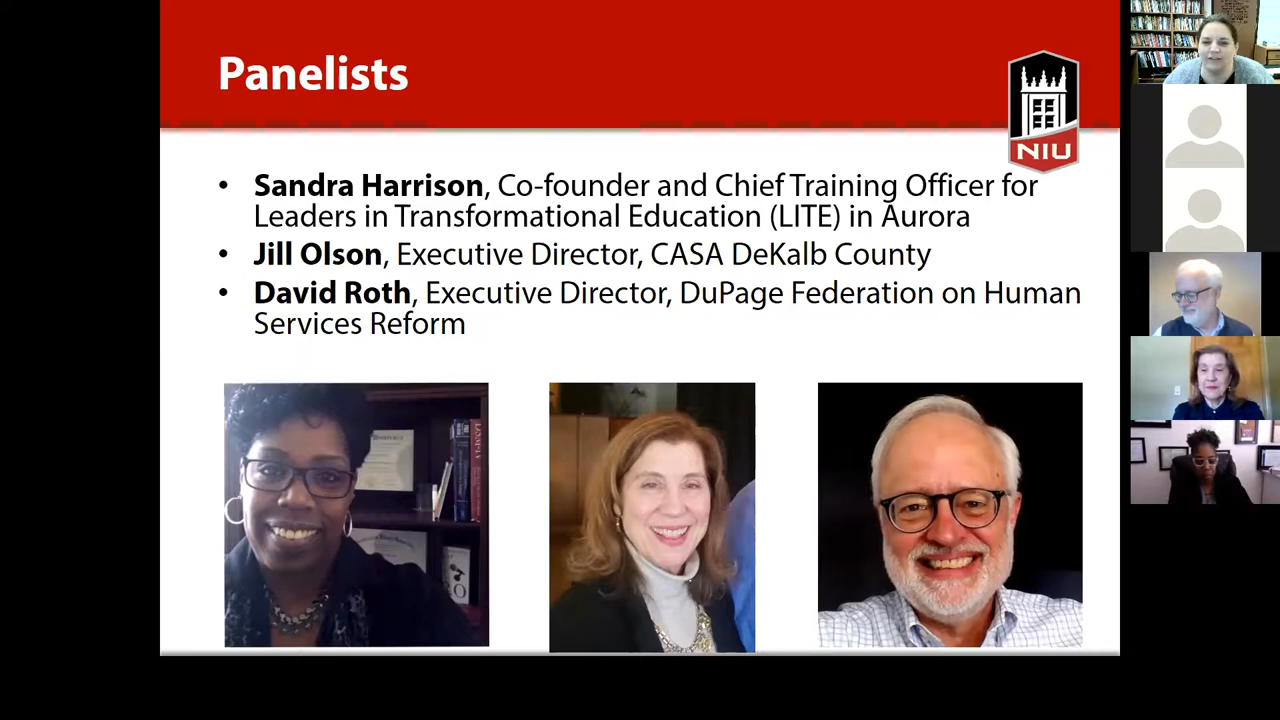 Panelists
NIU
• Sandra Harrison, Co-founder and Chief Training Officer for
Leaders in Transformational Education (LITE) in Aurora
• Jill Olson, Executive Director, CASA DeKalb County
• David Roth, Executive Director, DuPage Federation on Human
Services Reform